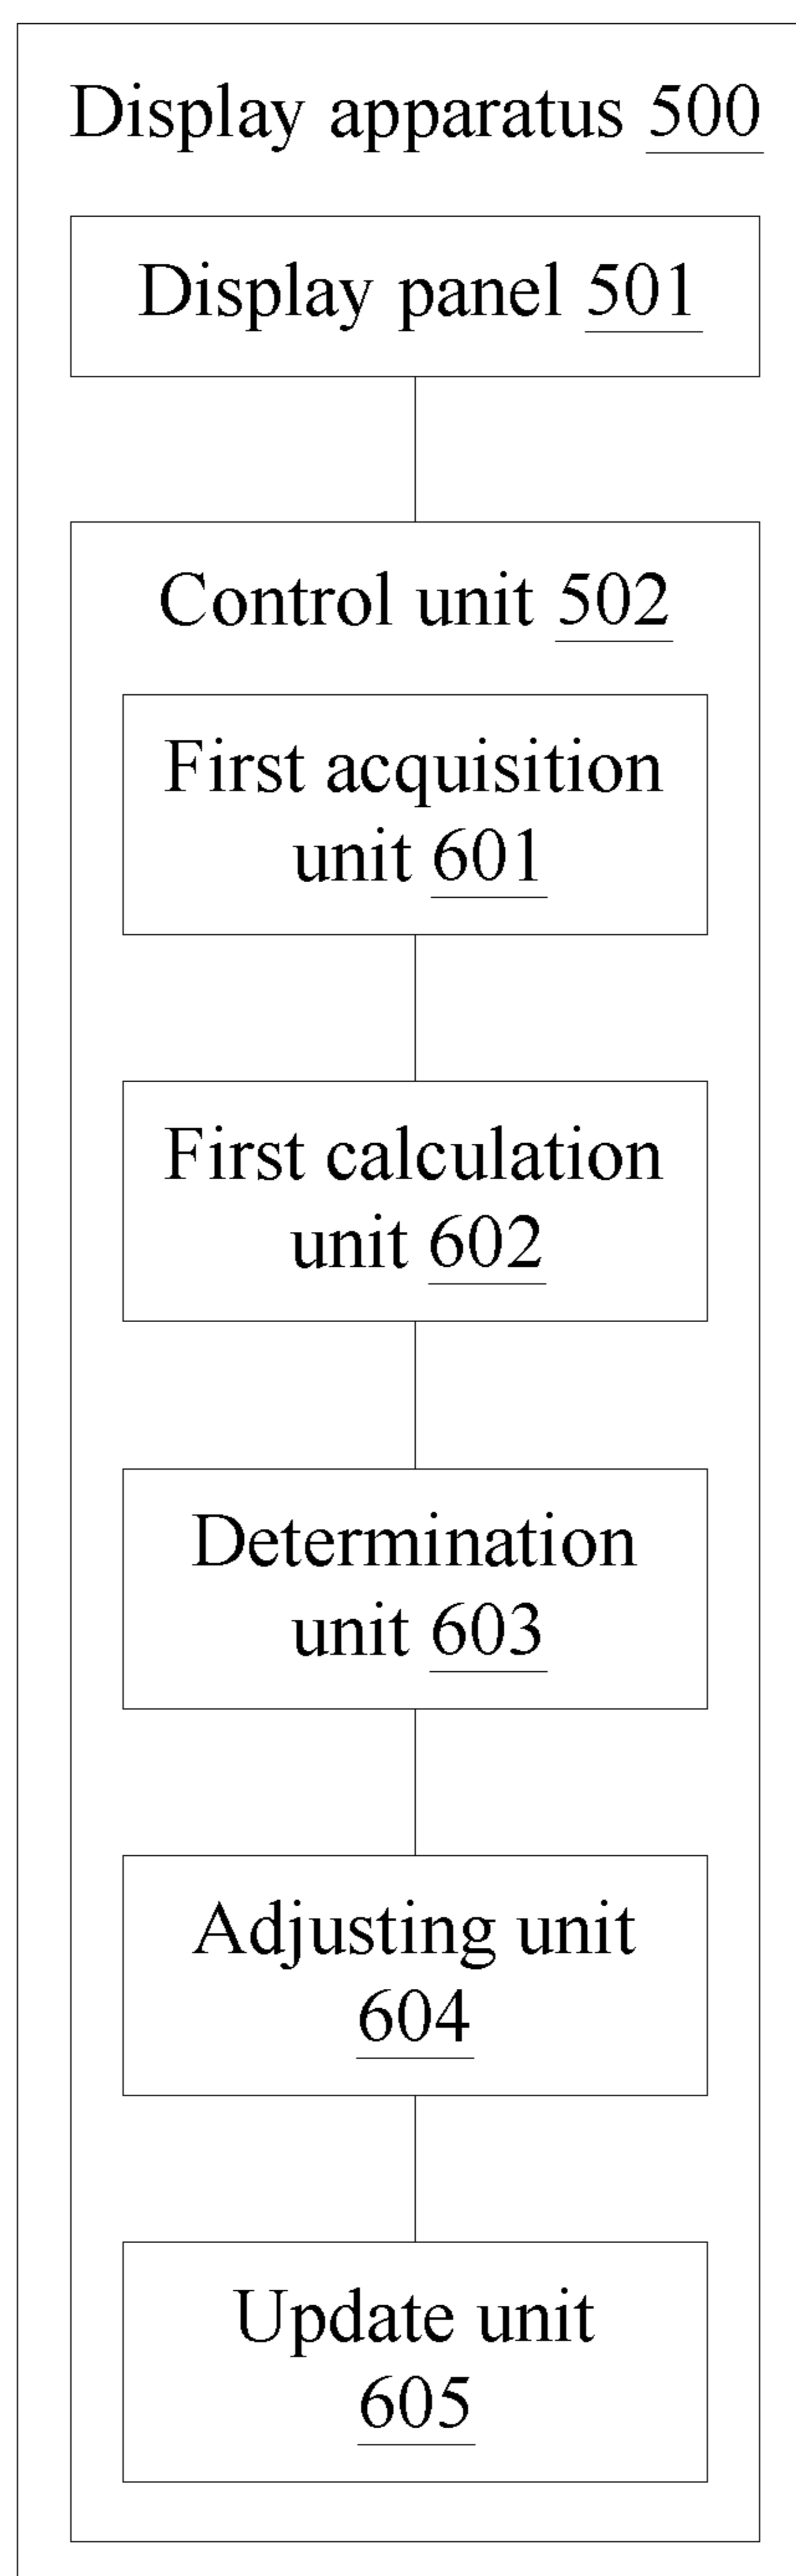 Display apparatus 500
Display panel 501
Control unit 502
First acquisition
unit 601
First calculation
unit 602
Determination
unit 603
Adjusting unit
604
Update unit
605